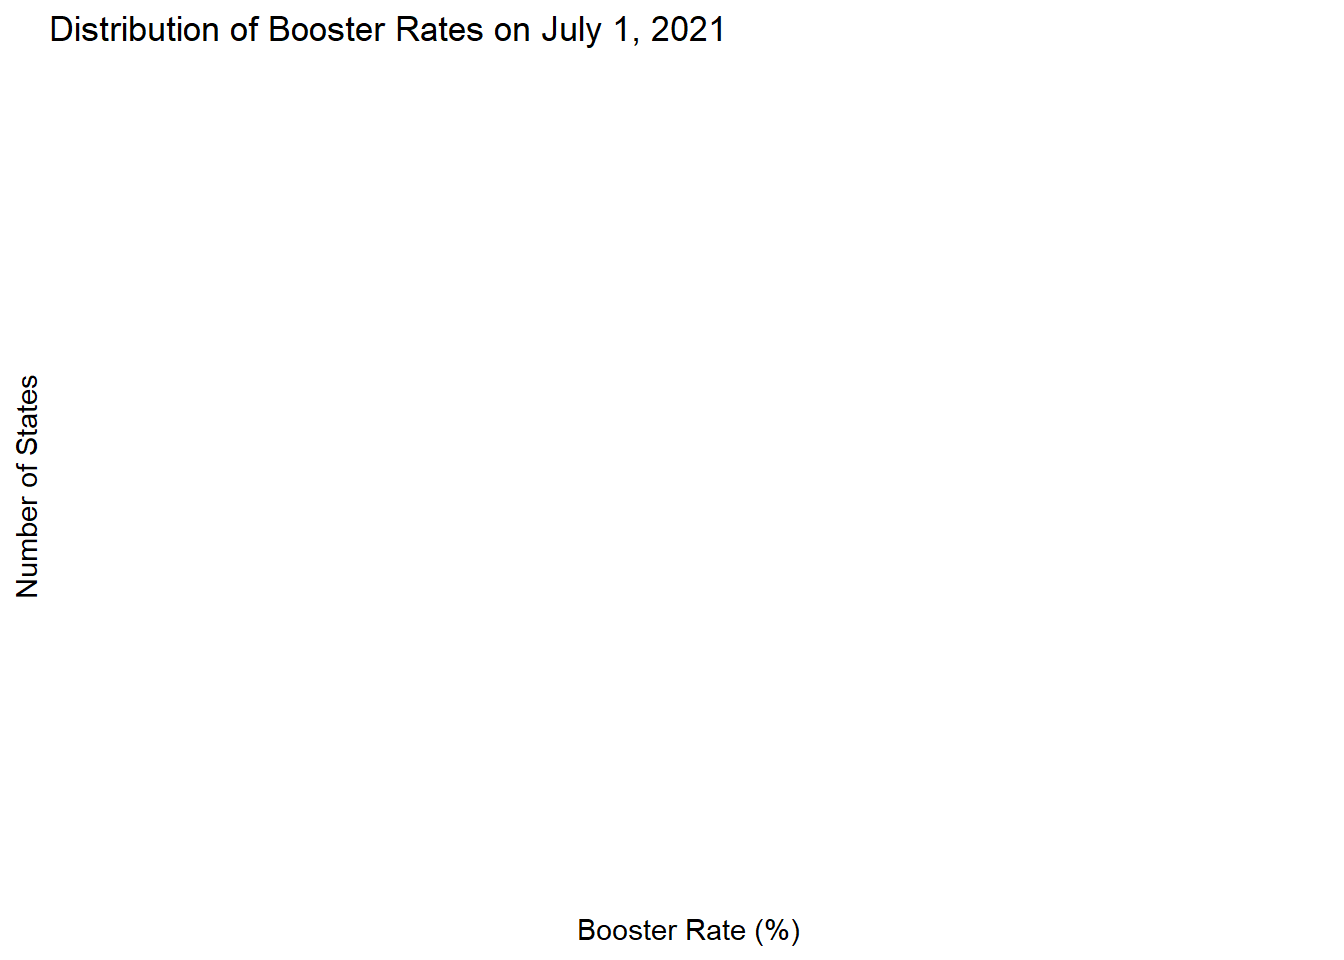 Distribution of Booster Rates on July 1, 2021
Number of States
Booster Rate (%)